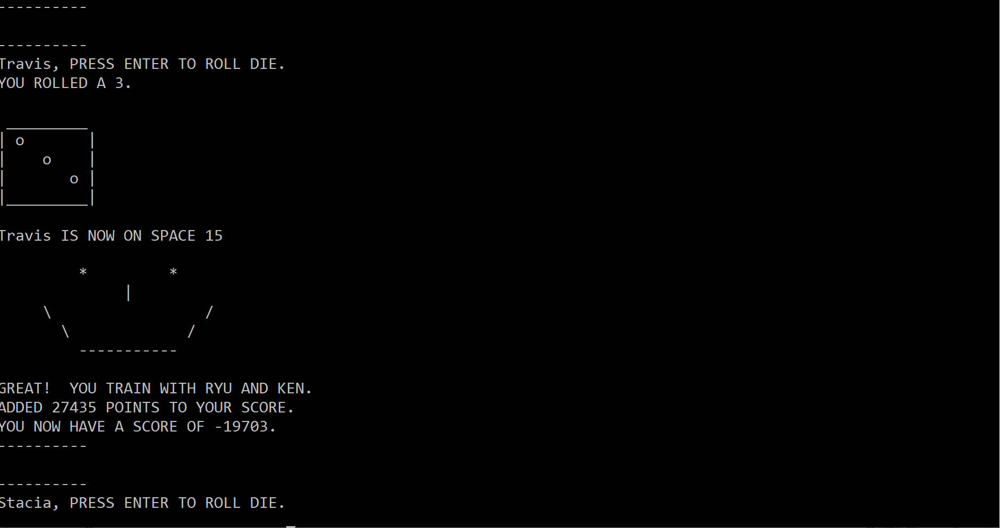 ----------
----------
Travis, PRESS ENTER TO ROLL DIE.
YOU ROLLED A 3.
 _________
| o       |
|    o    |
|       o |
|_________|
Travis IS NOW ON SPACE 15
         *         *
              |
     \                 /
       \             /
         -----------
GREAT!  YOU TRAIN WITH RYU AND KEN.
ADDED 27435 POINTS TO YOUR SCORE.
YOU NOW HAVE A SCORE OF -19703.
----------
----------
Stacia, PRESS ENTER TO ROLL DIE.